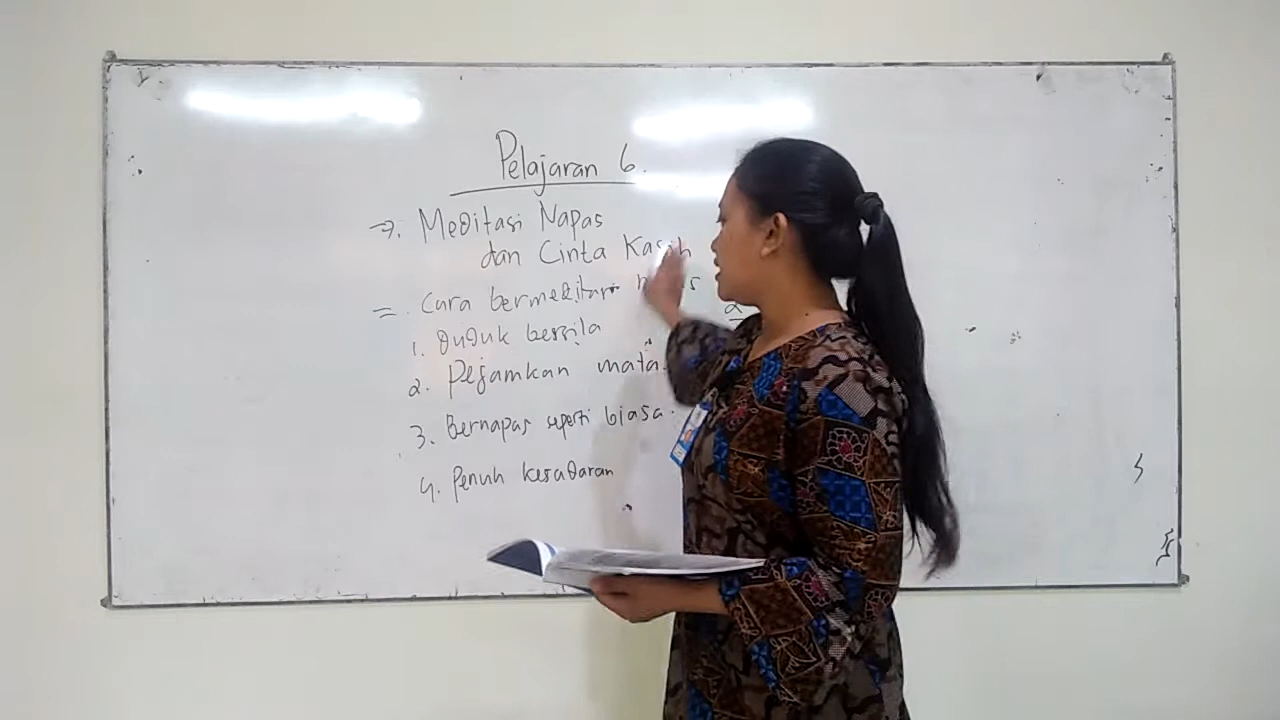 Pelajaran 6.
→. Meditasi Napas
dan Cinta Kasih
=. Cara bermeditasi
1. Duduk bersila
2. Pejamkan mata.
3. Bernapas seperti biasa.
4. Penuh kesadaran